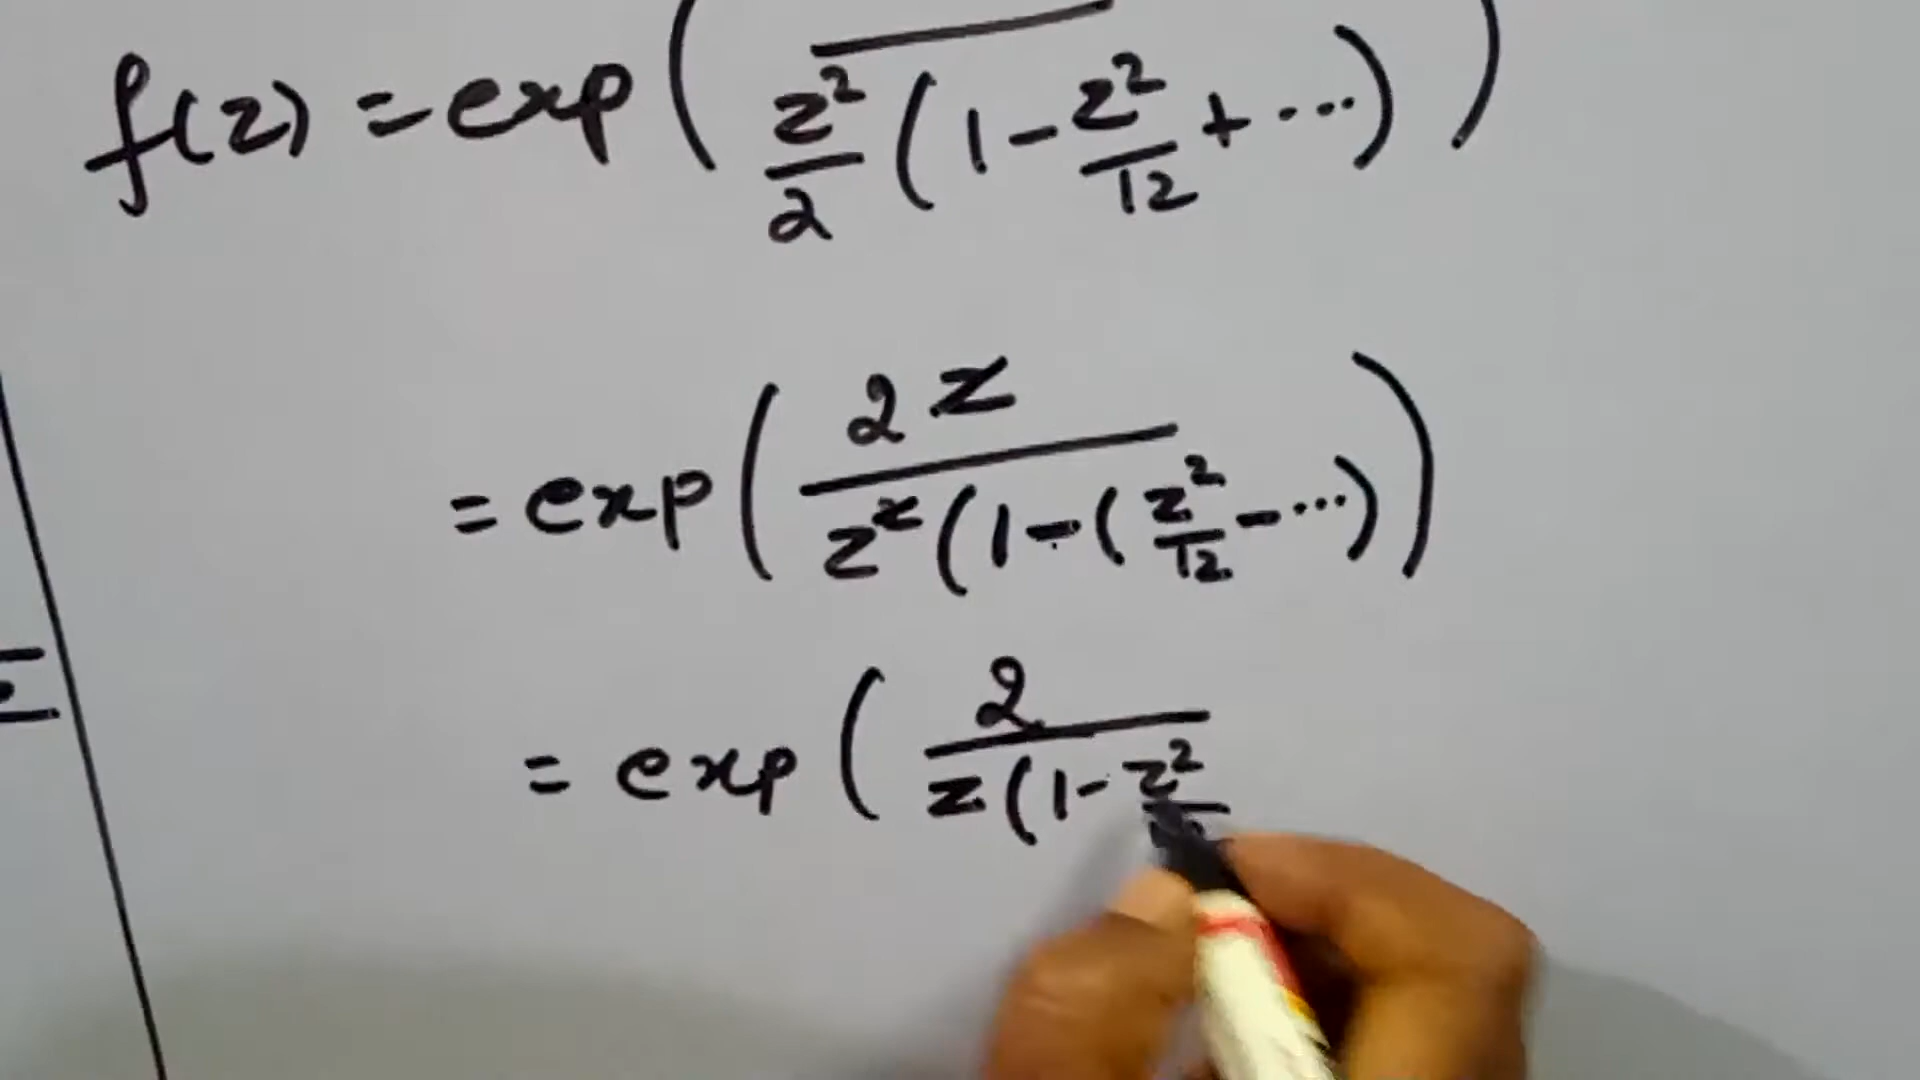 f(z) = exp( z²/2 (1 - z²/12 + ...) )
= exp( 2z / z²(1 - (z²/12 - ...) )
= exp( 2 / z(1 - z²